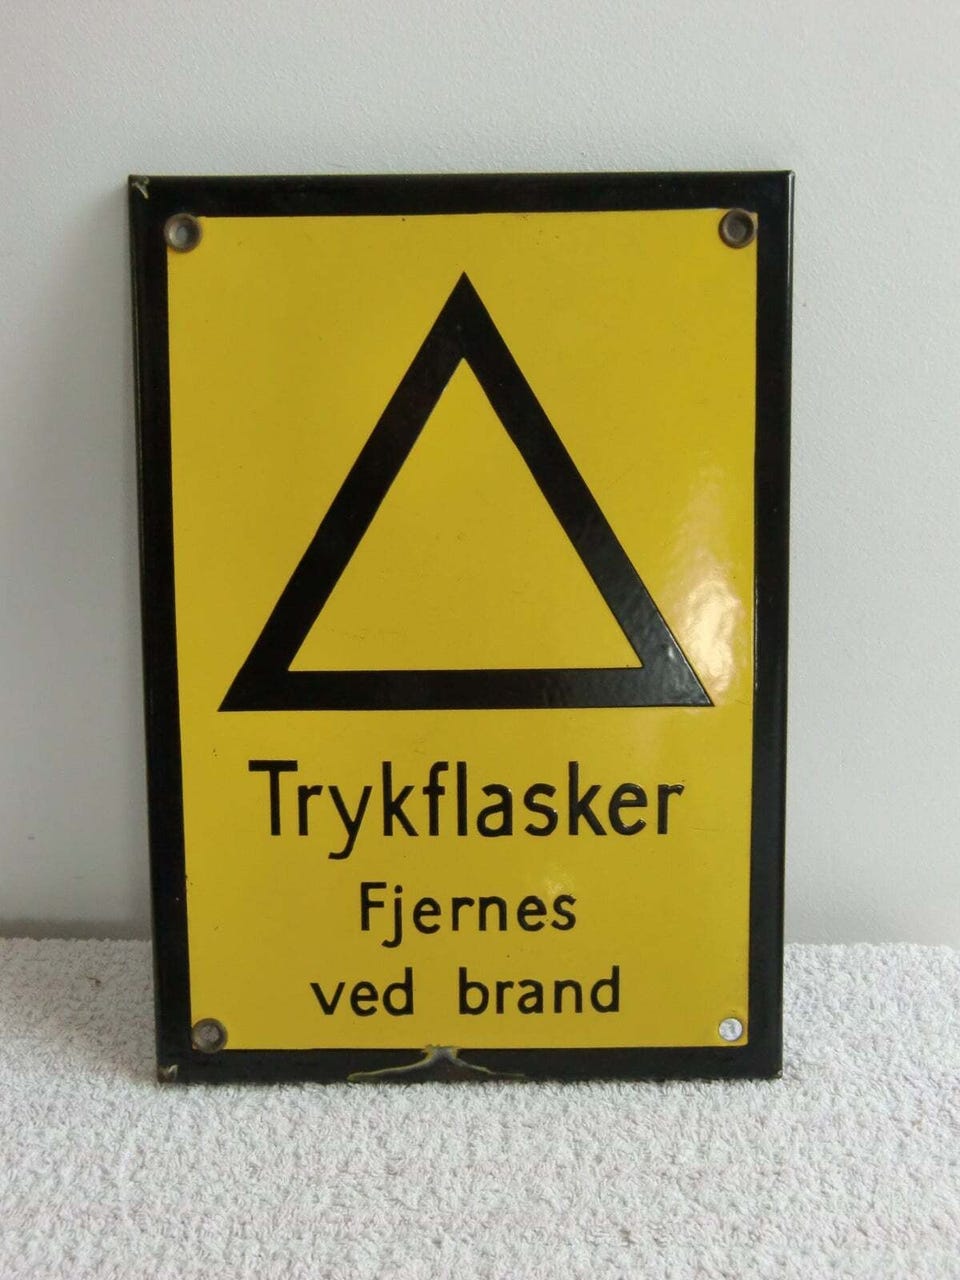 Trykflasker
Fjernes
ved brand